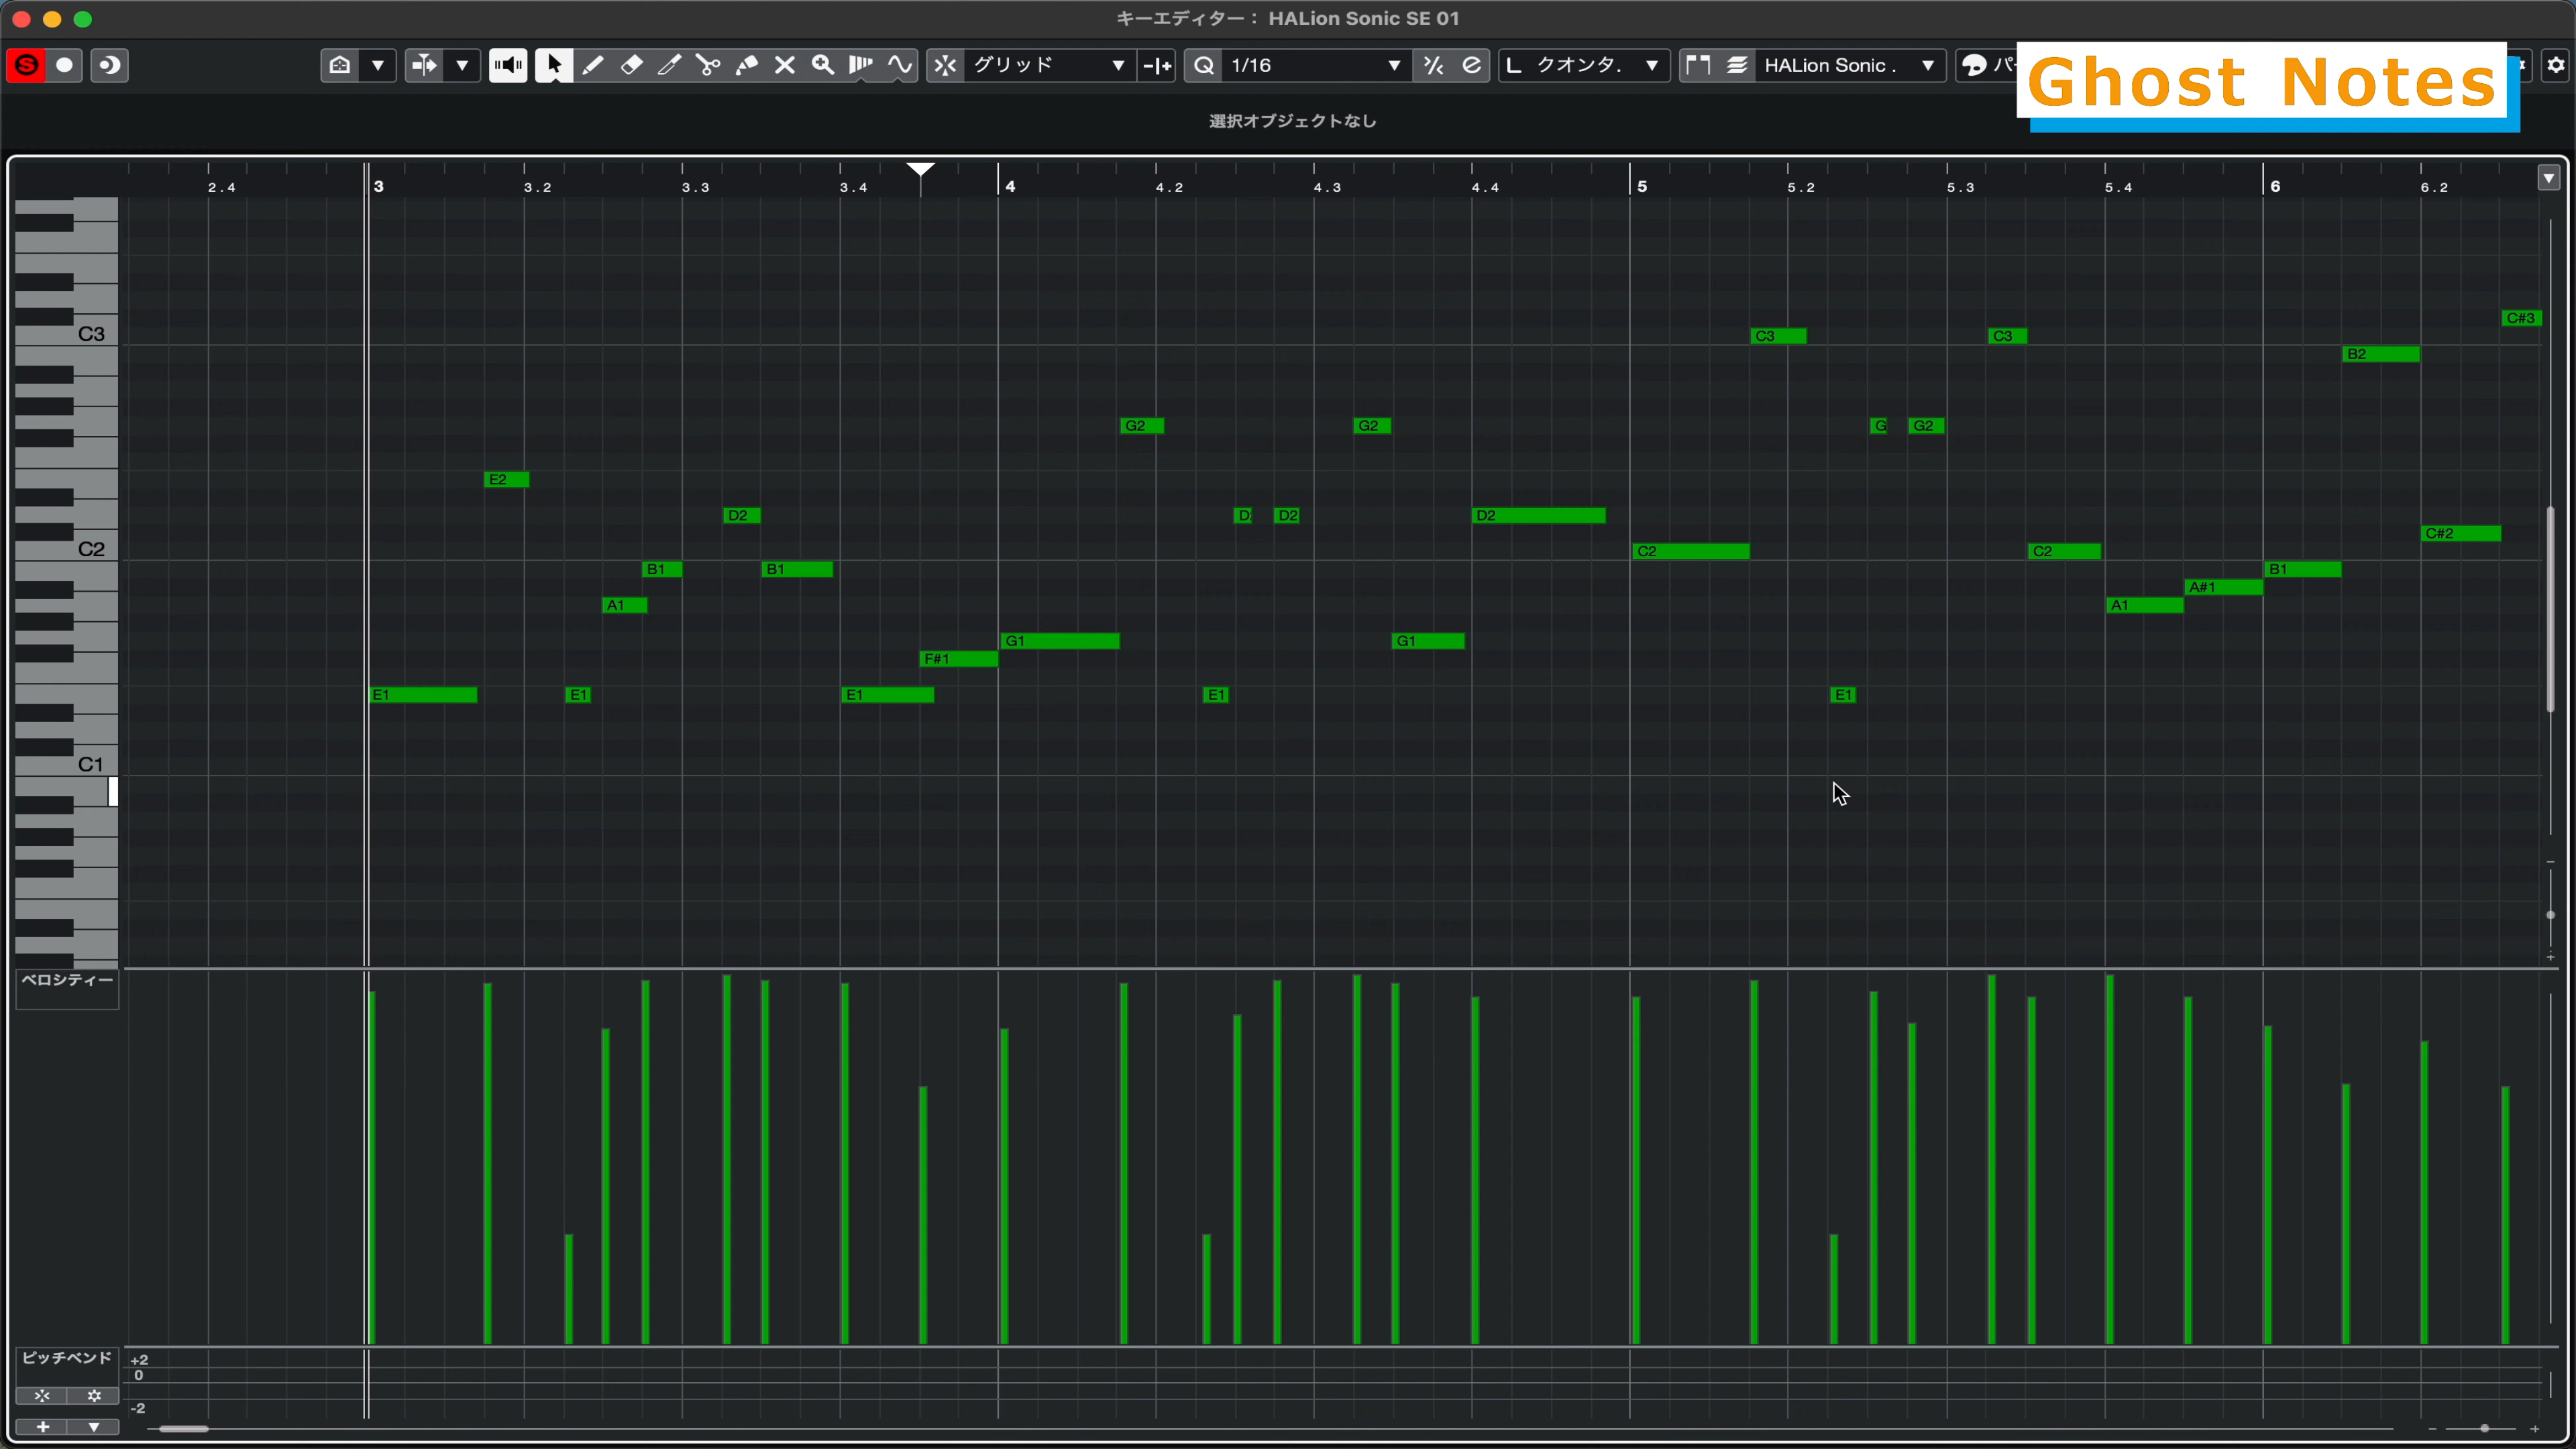 キーエディター： HALion Sonic SE 01
グリッド 1/16 L クオンタ. HALion Sonic . パー
Ghost Notes
選択オブジェクトなし
2.4 3 3.2 3.3 3.4 4 4.2 4.3 4.4 5 5.2 5.3 5.4 6 6.2
C#3
C3 C3 C3
B2
G2 G2 G G2
E2
D2 D D2 D2
C2 C2 C2
C#2
B1 B1 B1
A#1
A1 A1
G1 G1
F#1
E1 E1 E1 E1 E1
C1
ベロシティー
ピッチベンド +2
0
-2